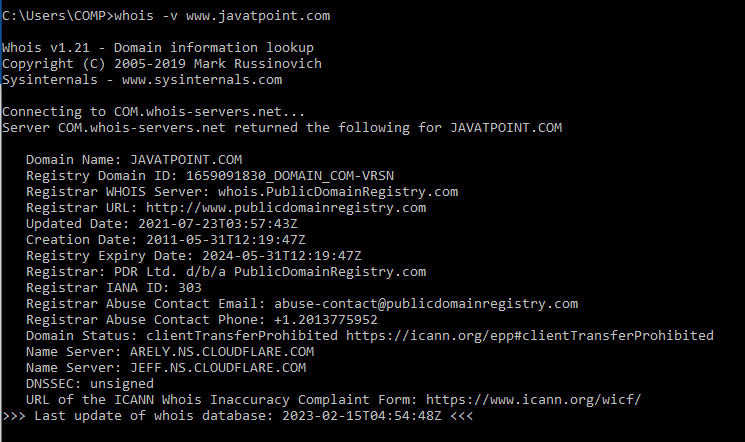 C:\Users\COMP>whois -v www.javatpoint.com
Whois v1.21 - Domain information lookup
Copyright (C) 2005-2019 Mark Russinovich
Sysinternals - www.sysinternals.com
Connecting to COM.whois-servers.net...
Server COM.whois-servers.net returned the following for JAVATPOINT.COM
Domain Name: JAVATPOINT.COM
Registry Domain ID: 1659091830_DOMAIN_COM-VRSN
Registrar WHOIS Server: whois.PublicDomainRegistry.com
Registrar URL: http://www.publicdomainregistry.com
Updated Date: 2021-07-23T03:57:43Z
Creation Date: 2011-05-31T12:19:47Z
Registry Expiry Date: 2024-05-31T12:19:47Z
Registrar: PDR Ltd. d/b/a PublicDomainRegistry.com
Registrar IANA ID: 303
Registrar Abuse Contact Email: abuse-contact@publicdomainregistry.com
Registrar Abuse Contact Phone: +1.2013775952
Domain Status: clientTransferProhibited https://icann.org/epp#clientTransferProhibited
Name Server: ARELY.NS.CLOUDFLARE.COM
Name Server: JEFF.NS.CLOUDFLARE.COM
DNSSEC: unsigned
URL of the ICANN Whois Inaccuracy Complaint Form: https://www.icann.org/wicf/
>>> Last update of whois database: 2023-02-15T04:54:48Z <<<